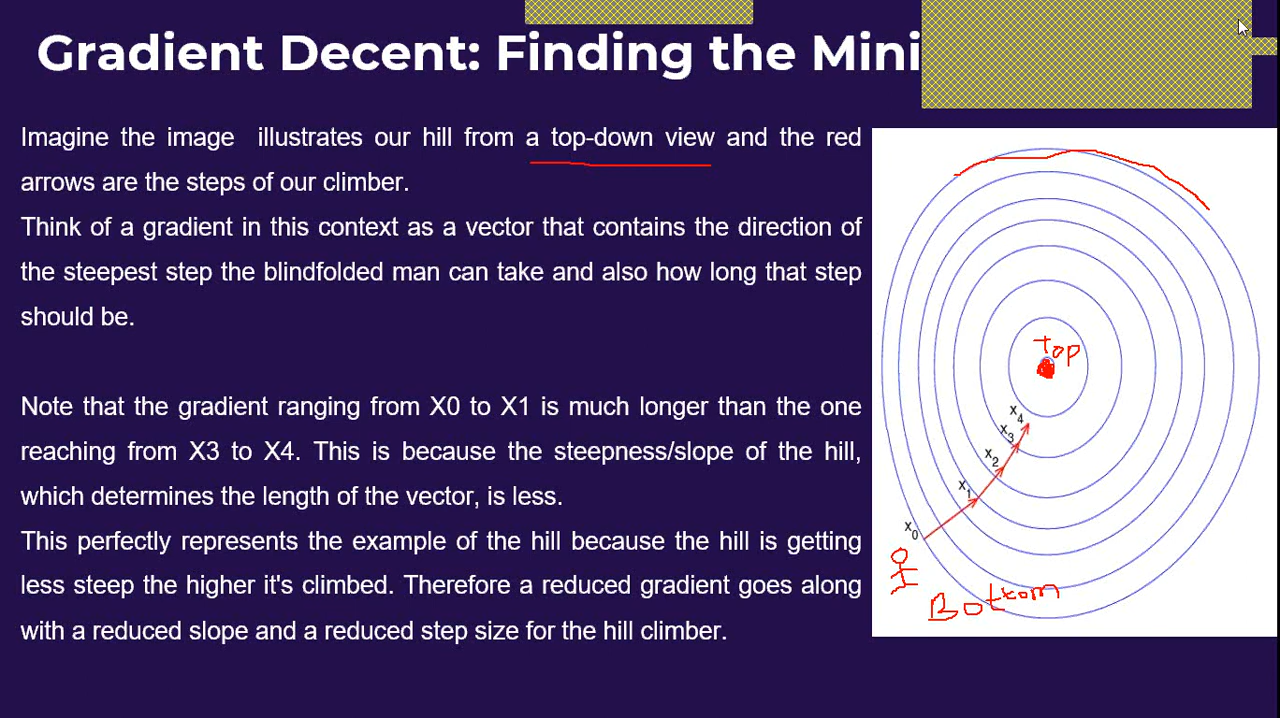 Gradient Decent: Finding the Mini
Imagine the image illustrates our hill from a top-down view and the red
arrows are the steps of our climber.
Think of a gradient in this context as a vector that contains the direction of
the steepest step the blindfolded man can take and also how long that step
should be.
Note that the gradient ranging from X0 to X1 is much longer than the one
reaching from X3 to X4. This is because the steepness/slope of the hill,
which determines the length of the vector, is less.
This perfectly represents the example of the hill because the hill is getting
less steep the higher it's climbed. Therefore a reduced gradient goes along
with a reduced slope and a reduced step size for the hill climber.
Top
X4
X3
X2
X1
X0
Bottom